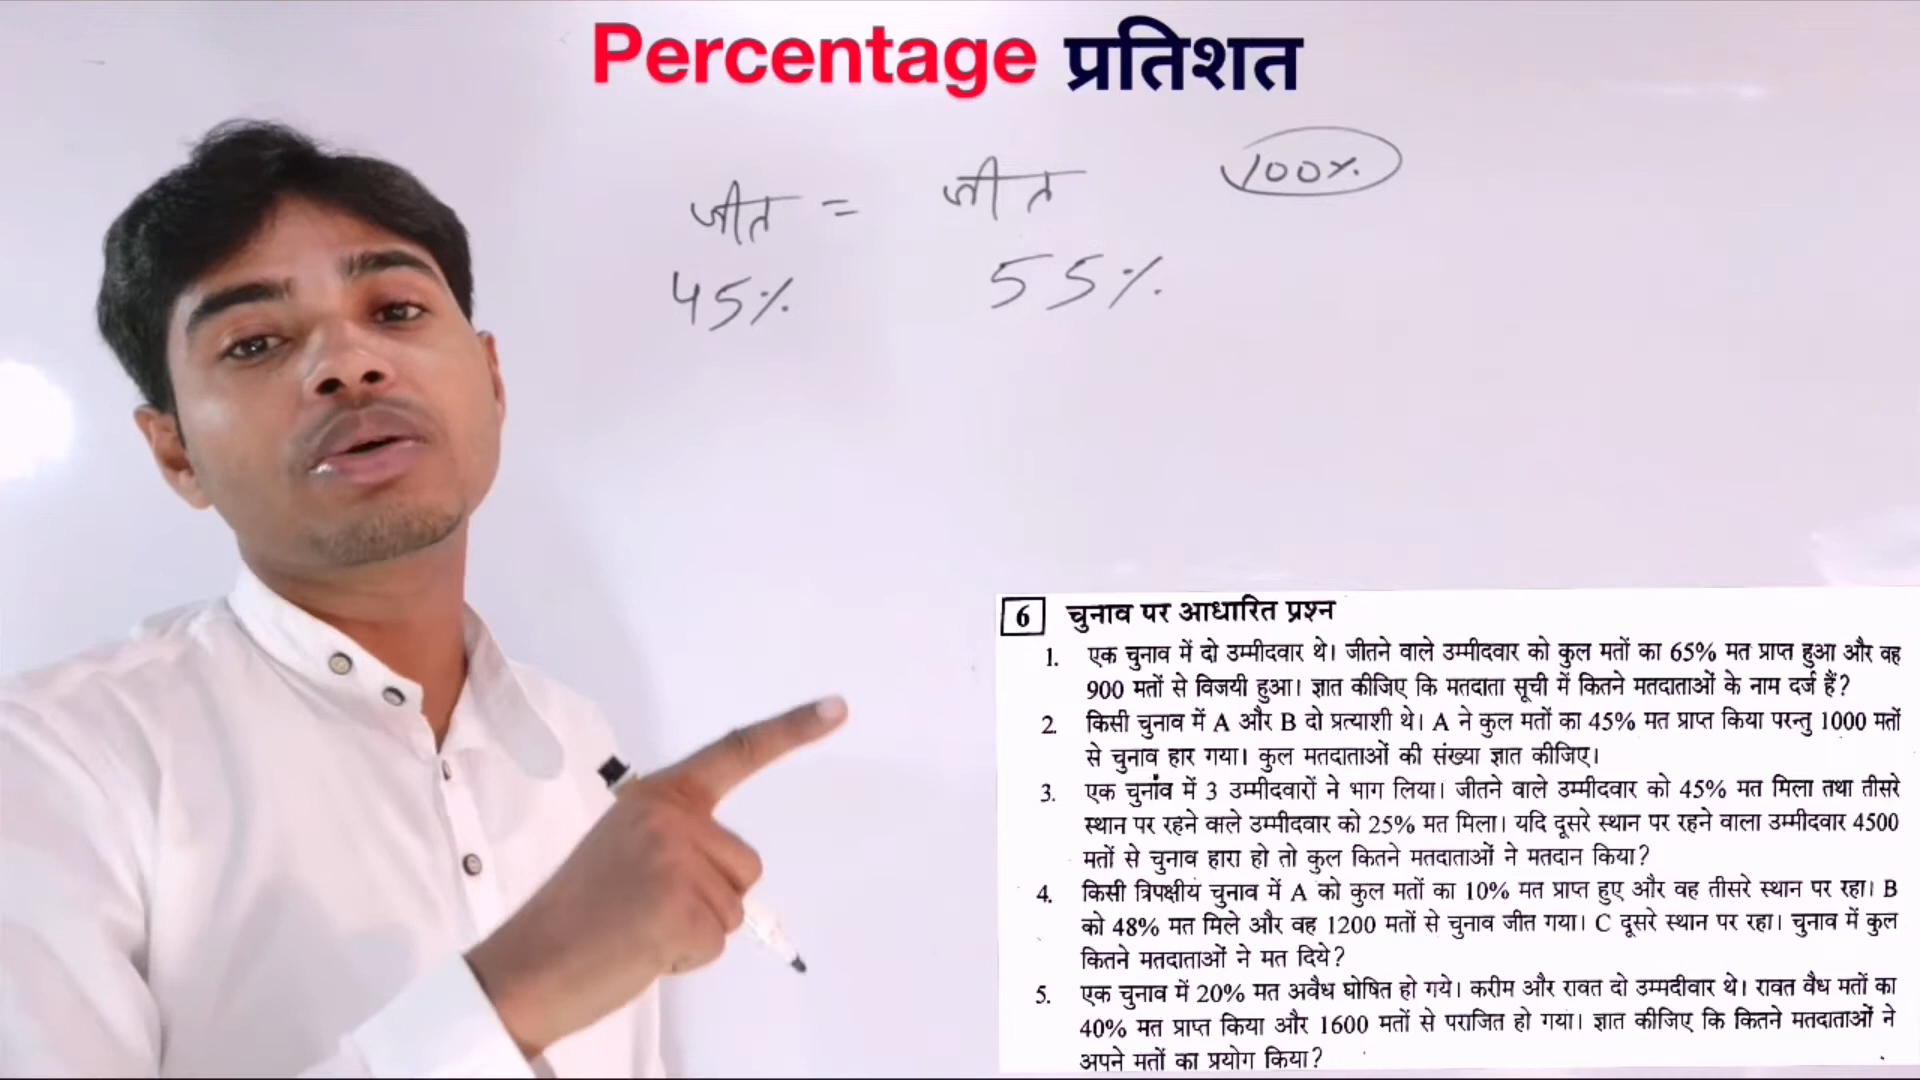 Percentage प्रतिशत
जीत = जीत 100%
45% 55%
6 चुनाव पर आधारित प्रश्न
1. एक चुनाव में दो उम्मीदवार थे। जीतने वाले उम्मीदवार को कुल मतों का 65% मत प्राप्त हुआ और वह
900 मतों से विजयी हुआ। ज्ञात कीजिए कि मतदाता सूची में कितने मतदाताओं के नाम दर्ज हैं?
2. किसी चुनाव में A और B दो प्रत्याशी थे। A ने कुल मतों का 45% मत प्राप्त किया परन्तु 1000 मतों
से चुनाव हार गया। कुल मतदाताओं की संख्या ज्ञात कीजिए।
3. एक चुनांव में 3 उम्मीदवारों ने भाग लिया। जीतने वाले उम्मीदवार को 45% मत मिला तथा तीसरे
स्थान पर रहने वाले उम्मीदवार को 25% मत मिला। यदि दूसरे स्थान पर रहने वाला उम्मीदवार 4500
मतों से चुनाव हारा हो तो कुल कितने मतदाताओं ने मतदान किया?
4. किसी त्रिपक्षीय चुनाव में A को कुल मतों का 10% मत प्राप्त हुए और वह तीसरे स्थान पर रहा। B
को 48% मत मिले और वह 1200 मतों से चुनाव जीत गया। C दूसरे स्थान पर रहा। चुनाव में कुल
कितने मतदाताओं ने मत दिये?
5. एक चुनाव में 20% मत अवैध घोषित हो गये। करीम और रावत दो उम्मदीवार थे। रावत वैध मतों का
40% मत प्राप्त किया और 1600 मतों से पराजित हो गया। ज्ञात कीजिए कि कितने मतदाताओं ने
अपने मतों का प्रयोग किया?